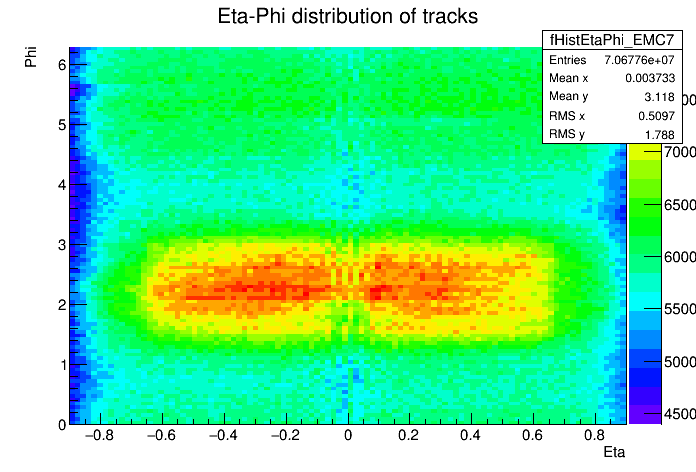 Eta-Phi distribution of tracks
fHistEtaPhi_EMC7
Entries 7.06776e+07
Mean x 0.003733
Mean y 3.118
RMS x 0.5097
RMS y 1.788
Phi
6
5
4
3
2
1
0
−0.8 −0.6 −0.4 −0.2 0 0.2 0.4 0.6 0.8
Eta
7000
6500
6000
5500
5000
4500